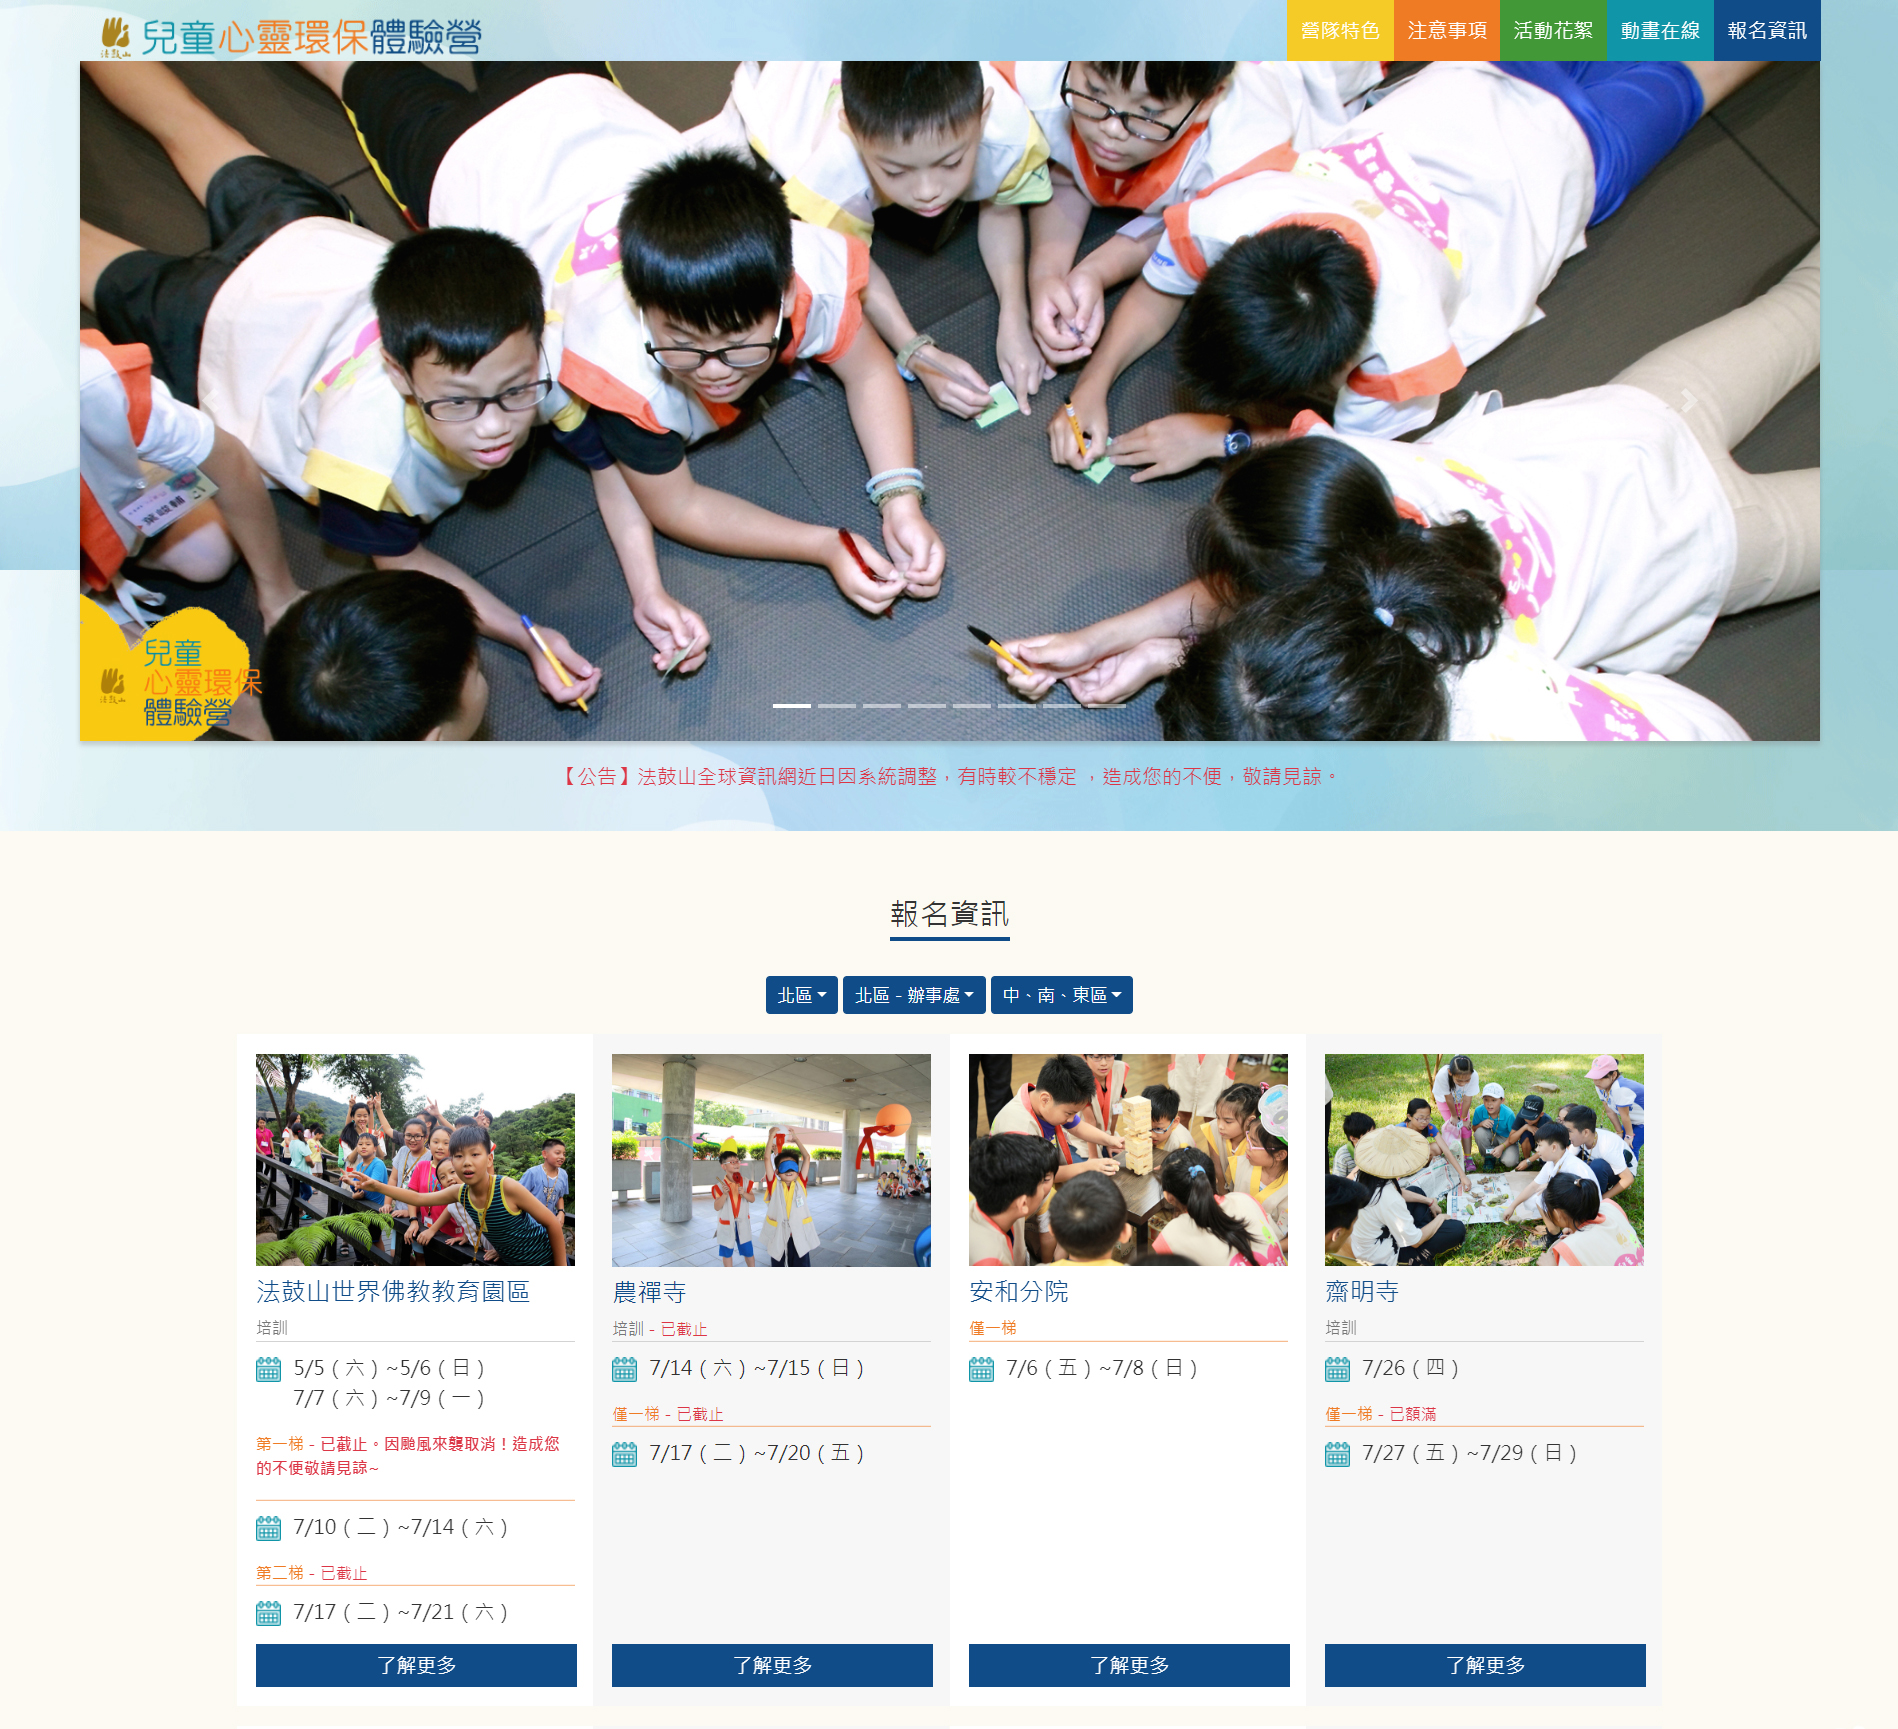 法鼓山
兒童心靈環保體驗營
營隊特色
注意事項
活動花絮
動畫在線
報名資訊
兒童
心靈環保
體驗營
法鼓山
【公告】法鼓山全球資訊網近日因系統調整，有時較不穩定 ，造成您的不便，敬請見諒。
報名資訊
北區
北區 - 辦事處
中、南、東區
法鼓山世界佛教教育園區
培訓
5/5（六）~5/6（日）
7/7（六）~7/9（一）
第一梯 - 已截止。因颱風來襲取消！造成您
的不便敬請見諒~
7/10（二）~7/14（六）
第二梯 - 已截止
7/17（二）~7/21（六）
了解更多
農禪寺
培訓 - 已截止
7/14（六）~7/15（日）
僅一梯 - 已截止
7/17（二）~7/20（五）
了解更多
安和分院
僅一梯
7/6（五）~7/8（日）
了解更多
齋明寺
培訓
7/26（四）
僅一梯 - 已額滿
7/27（五）~7/29（日）
了解更多